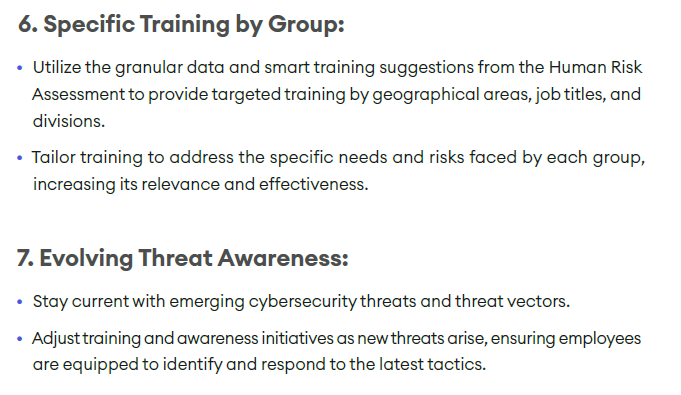 6. Specific Training by Group:
• Utilize the granular data and smart training suggestions from the Human Risk
Assessment to provide targeted training by geographical areas, job titles, and
divisions.
• Tailor training to address the specific needs and risks faced by each group,
increasing its relevance and effectiveness.
7. Evolving Threat Awareness:
• Stay current with emerging cybersecurity threats and threat vectors.
• Adjust training and awareness initiatives as new threats arise, ensuring employees
are equipped to identify and respond to the latest tactics.